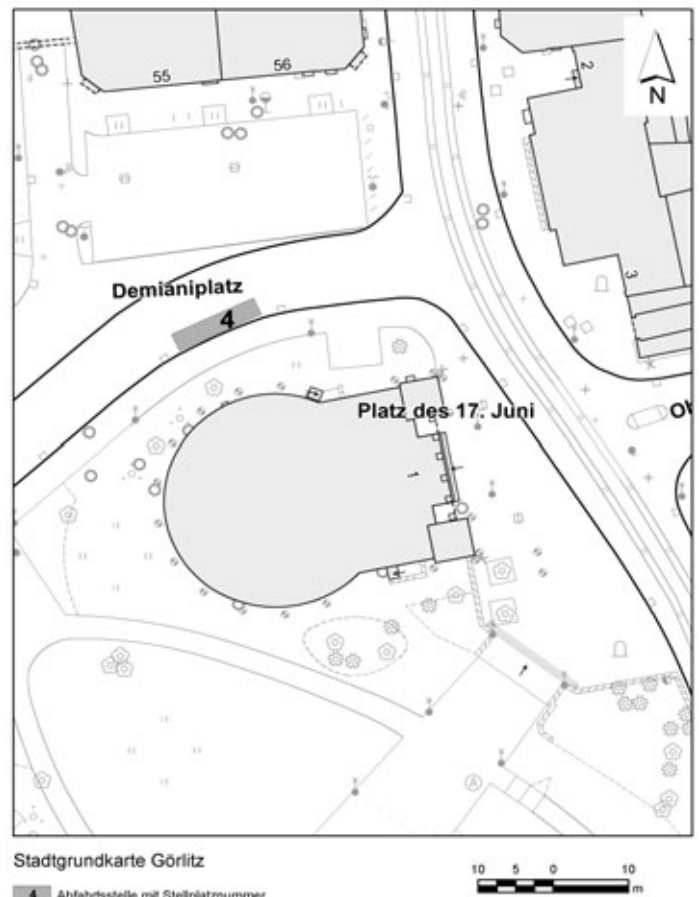 55
56
2
N
3
Demianiplatz
4
Platz des 17. Juni
Ob
1
A
Stadtgrundkarte Görlitz
10 5 0 10
m
4 Abfahrtsstelle mit Stellplatznummer